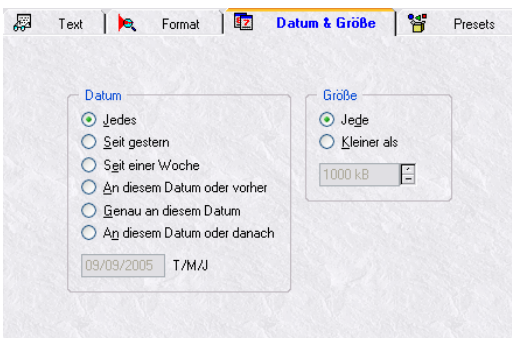 Text Format Datum & Größe Presets
Datum
Jedes
Seit gestern
Seit einer Woche
An diesem Datum oder vorher
Genau an diesem Datum
An diesem Datum oder danach
09/09/2005 T/M/J
Größe
Jede
Kleiner als
1000 kB